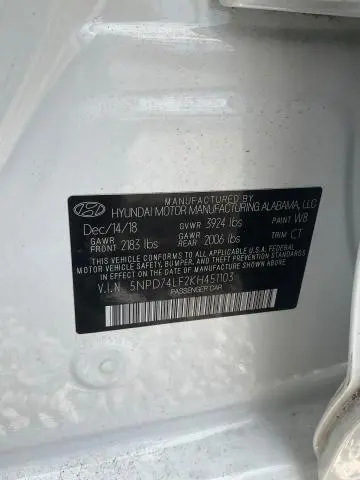 MANUFACTURED BY
HYUNDAI MOTOR MANUFACTURING ALABAMA, LLC
Dec/14/18 GVWR 3924 lbs PAINT W8
GAWR FRONT 2183 lbs GAWR REAR 2006 lbs TRIM CT
THIS VEHICLE CONFORMS TO ALL APPLICABLE U.S.A. FEDERAL
MOTOR VEHICLE SAFETY, BUMPER, AND THEFT PREVENTION
STANDARDS IN EFFECT ON THE DATE OF MANUFACTURE SHOWN ABOVE.
V.I.N.
PASSENGER CAR